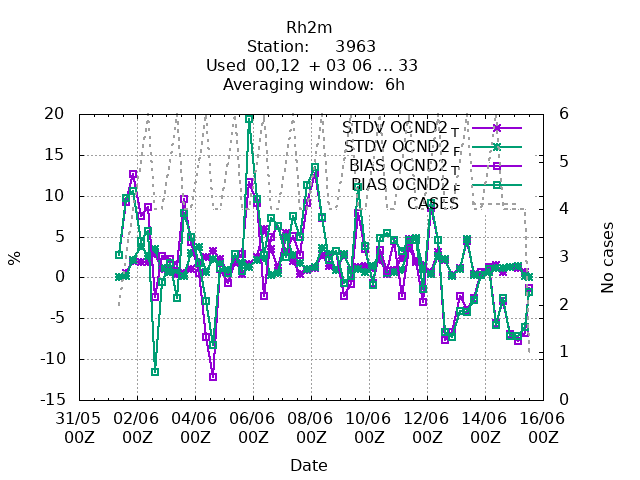 Rh2m
Station: 3963
Used 00,12 + 03 06 ... 33
Averaging window: 6h
20
15
10
5
0
-5
-10
-15
%
6
5
4
3
2
1
0
No cases
STDV OCND2 T
STDV OCND2 F
BIAS OCND2 T
BIAS OCND2 F
CASES
31/05 02/06 04/06 06/06 08/06 10/06 12/06 14/06 16/06
00Z 00Z 00Z 00Z 00Z 00Z 00Z 00Z 00Z
Date